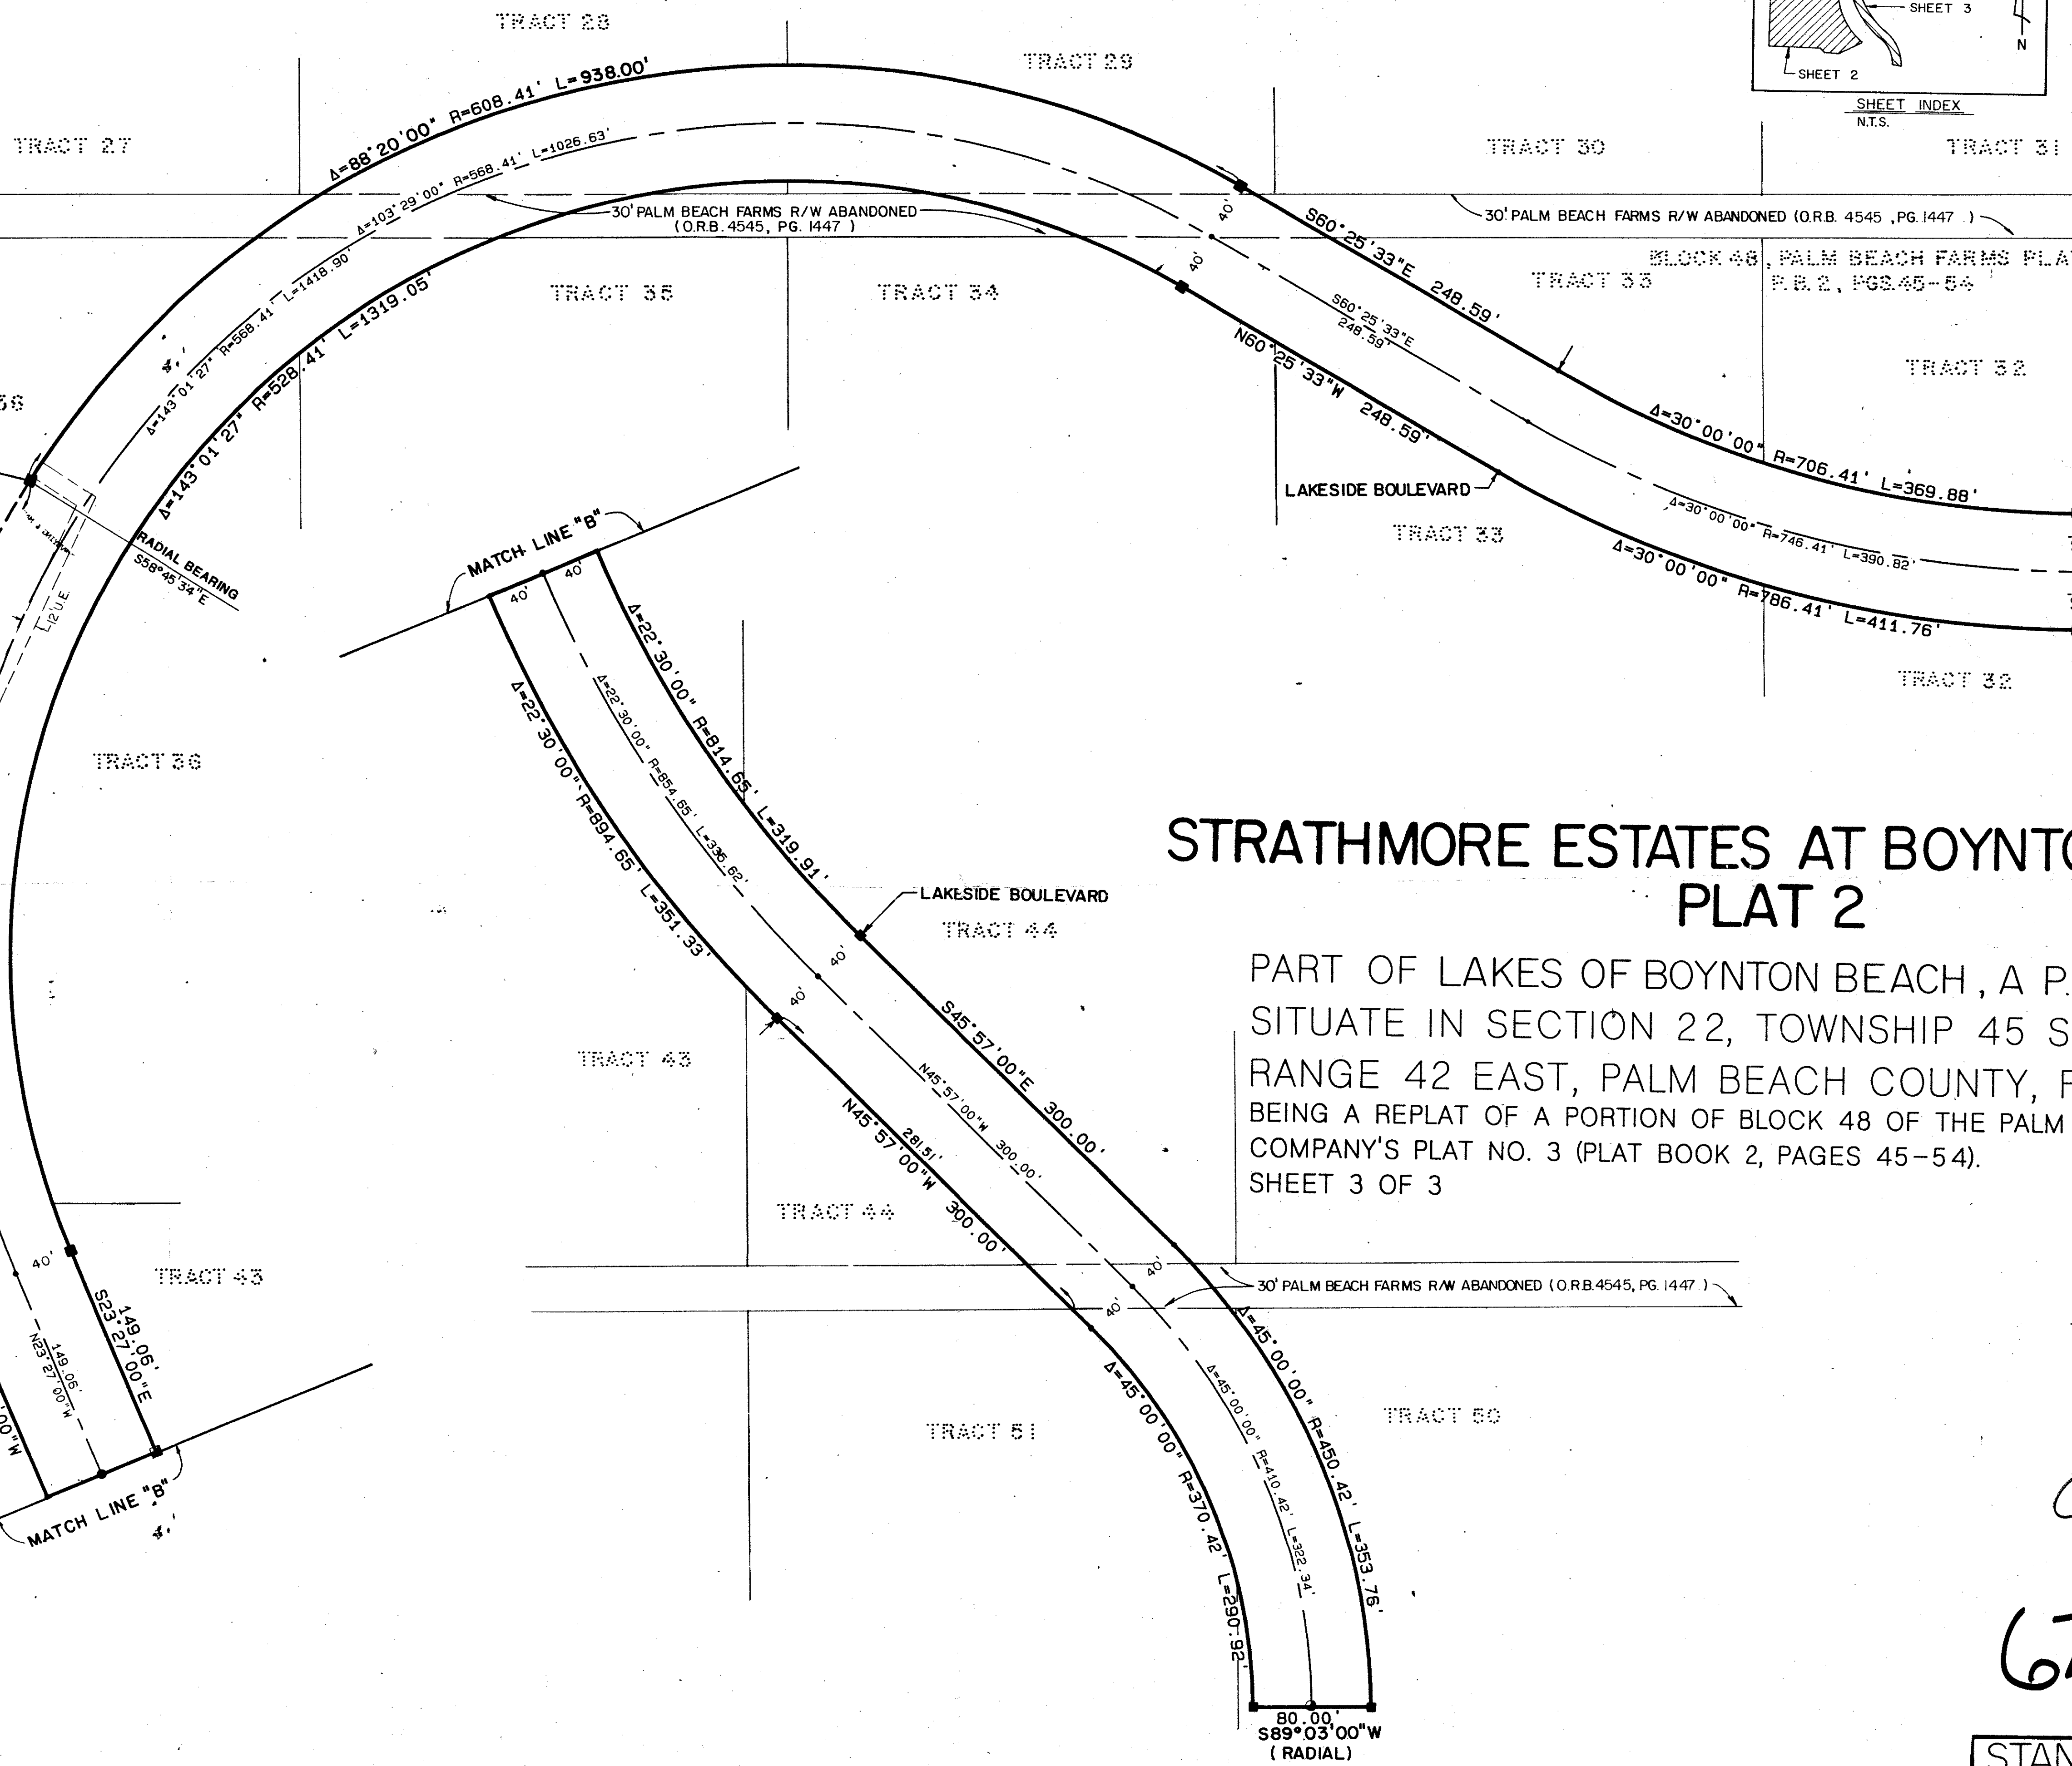 TRACT 28
TRACT 29
SHEET 3
N
SHEET 2
SHEET INDEX
N.T.S.
TRACT 27
TRACT 30
TRACT 31
Δ=88°20'00" R=608.41' L=938.00'
Δ=103°29'00" R=568.41' L=1026.63'
30' PALM BEACH FARMS R/W ABANDONED
(O.R.B. 4545, PG. 1447 )
40'
40'
30' PALM BEACH FARMS R/W ABANDONED (O.R.B. 4545 ,PG. 1447 )
S60°25'33"E 248.59'
BLOCK 48, PALM BEACH FARMS
P.B. 2, PGS.45-54
TRACT 35
TRACT 34
TRACT 33
Δ=143°01'27" R=568.41' L=1418.90'
Δ=143°01'27" R=528.41' L=1319.05'
S60°25'33"E
248.59'
N60°25'33"W 248.59'
TRACT 32
Δ=30°00'00" R=706.41' L=369.88'
LAKESIDE BOULEVARD
Δ=30°00'00" R=746.41' L=390.82'
TRACT 33
Δ=30°00'00" R=786.41' L=411.76'
TRACT 32
RADIAL BEARING
S58°45'34"E
12' U.E.
MATCH LINE "B"
40'
40'
TRACT 36
Δ=22°30'00" R=814.65' L=319.91'
Δ=22°30'00" R=854.65' L=335.62'
Δ=22°30'00" R=894.65' L=351.33'
LAKESIDE BOULEVARD
TRACT 44
40'
40'
STRATHMORE ESTATES AT
PLAT 2
PART OF LAKES OF BOYNTON BEACH, A P.
SITUATE IN SECTION 22, TOWNSHIP 45 S
RANGE 42 EAST, PALM BEACH COUNTY,
BEING A REPLAT OF A PORTION OF BLOCK 48 OF THE PALM
COMPANY'S PLAT NO. 3 (PLAT BOOK 2, PAGES 45-54).
SHEET 3 OF 3
TRACT 43
S45°57'00"E 300.00'
N45°57'00"W 300.00'
281.51'
N45°57'00"W 300.00'
TRACT 44
40'
40'
30' PALM BEACH FARMS R/W ABANDONED (O.R.B.4545, PG. 1447 )
40'
TRACT 43
149.06'
S23°27'00"E
149.06'
N23°27'00"W
MATCH LINE "B"
Δ=45°00'00" R=450.42' L=353.76'
Δ=45°00'00" R=410.42' L=322.34'
Δ=45°00'00" R=370.42' L=290.92'
TRACT 51
TRACT 50
80.00'
S89°03'00"W
(RADIAL)